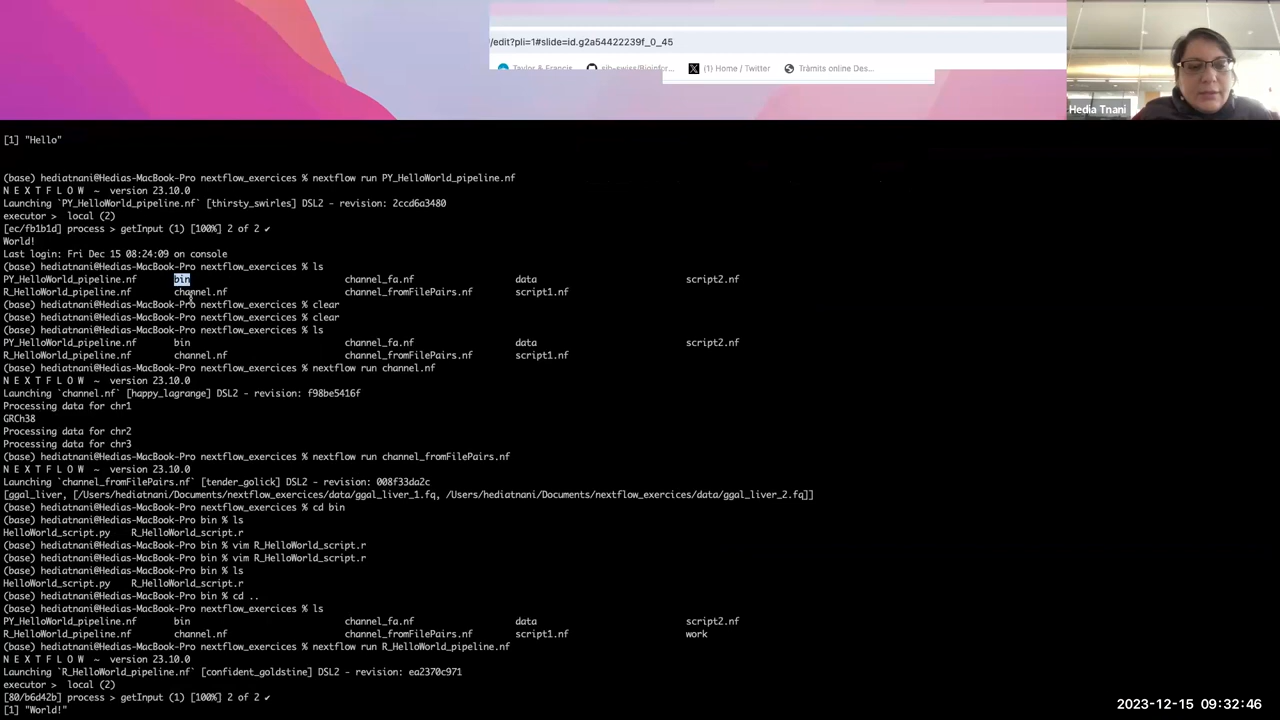 /edit?pli=1#slide=id.g2a54422239f_0_45
Taylor & Francis   sib-swiss/Bioinfor...   (1) Home / Twitter   Tràmits online Des...
Hedia Tnani
[1] "Hello"
(base) hediatnani@Hedias-MacBook-Pro nextflow_exercices % nextflow run PY_HelloWorld_pipeline.nf
N E X T F L O W  ~  version 23.10.0
Launching `PY_HelloWorld_pipeline.nf` [thirsty_swirles] DSL2 - revision: 2ccd6a3480
executor >  local (2)
[ec/fb1b1d] process > getInput (1) [100%] 2 of 2 ✔
World!
Last login: Fri Dec 15 08:24:09 on console
(base) hediatnani@Hedias-MacBook-Pro nextflow_exercices % ls
PY_HelloWorld_pipeline.nf   bin   channel_fa.nf   data   script2.nf
R_HelloWorld_pipeline.nf   channel.nf   channel_fromFilePairs.nf   script1.nf
(base) hediatnani@Hedias-MacBook-Pro nextflow_exercices % clear
(base) hediatnani@Hedias-MacBook-Pro nextflow_exercices % clear
(base) hediatnani@Hedias-MacBook-Pro nextflow_exercices % ls
PY_HelloWorld_pipeline.nf   bin   channel_fa.nf   data   script2.nf
R_HelloWorld_pipeline.nf   channel.nf   channel_fromFilePairs.nf   script1.nf
(base) hediatnani@Hedias-MacBook-Pro nextflow_exercices % nextflow run channel.nf
N E X T F L O W  ~  version 23.10.0
Launching `channel.nf` [happy_lagrange] DSL2 - revision: f98be5416f
Processing data for chr1
GRCh38
Processing data for chr2
Processing data for chr3
(base) hediatnani@Hedias-MacBook-Pro nextflow_exercices % nextflow run channel_fromFilePairs.nf
N E X T F L O W  ~  version 23.10.0
Launching `channel_fromFilePairs.nf` [tender_golick] DSL2 - revision: 008f33da2c
[ggal_liver, [/Users/hediatnani/Documents/nextflow_exercices/data/ggal_liver_1.fq, /Users/hediatnani/Documents/nextflow_exercices/data/ggal_liver_2.fq]]
(base) hediatnani@Hedias-MacBook-Pro nextflow_exercices % cd bin
(base) hediatnani@Hedias-MacBook-Pro bin % ls
HelloWorld_script.py   R_HelloWorld_script.r
(base) hediatnani@Hedias-MacBook-Pro bin % vim R_HelloWorld_script.r
(base) hediatnani@Hedias-MacBook-Pro bin % vim R_HelloWorld_script.r
(base) hediatnani@Hedias-MacBook-Pro bin % ls
HelloWorld_script.py   R_HelloWorld_script.r
(base) hediatnani@Hedias-MacBook-Pro bin % cd ..
(base) hediatnani@Hedias-MacBook-Pro nextflow_exercices % ls
PY_HelloWorld_pipeline.nf   bin   channel_fa.nf   data   script2.nf
R_HelloWorld_pipeline.nf   channel.nf   channel_fromFilePairs.nf   script1.nf   work
(base) hediatnani@Hedias-MacBook-Pro nextflow_exercices % nextflow run R_HelloWorld_pipeline.nf
N E X T F L O W  ~  version 23.10.0
Launching `R_HelloWorld_pipeline.nf` [confident_goldstine] DSL2 - revision: ea2370c971
executor >  local (2)
[80/b6d42b] process > getInput (1) [100%] 2 of 2 ✔
[1] "World!"
2023-12-15 09:32:46